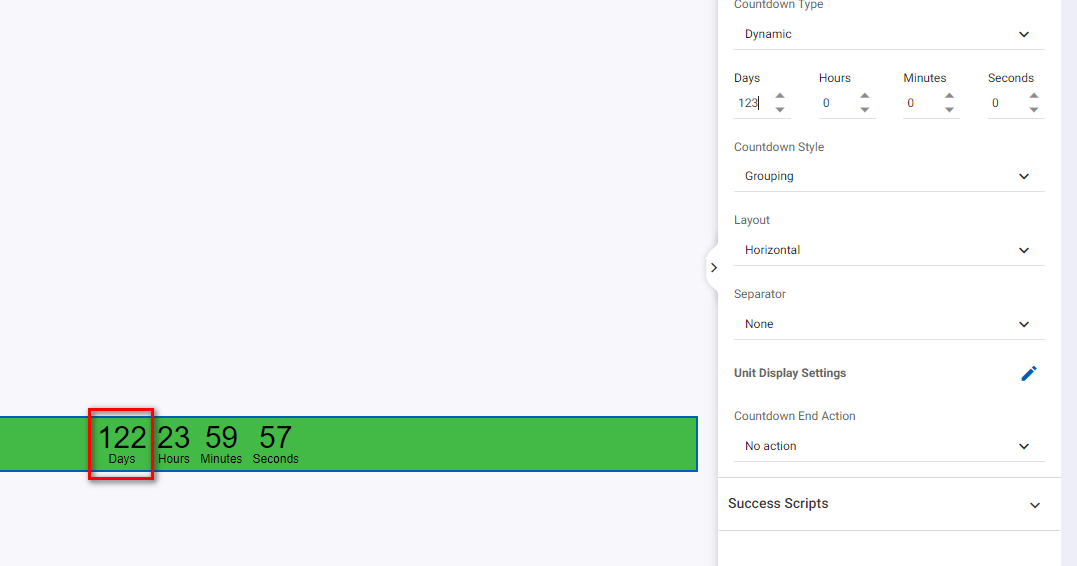 Countdown Type
Dynamic
Days Hours Minutes Seconds
123 0 0 0
Countdown Style
Grouping
Layout
Horizontal
Separator
None
Unit Display Settings
Countdown End Action
No action
Success Scripts
122 23 59 57
Days Hours Minutes Seconds